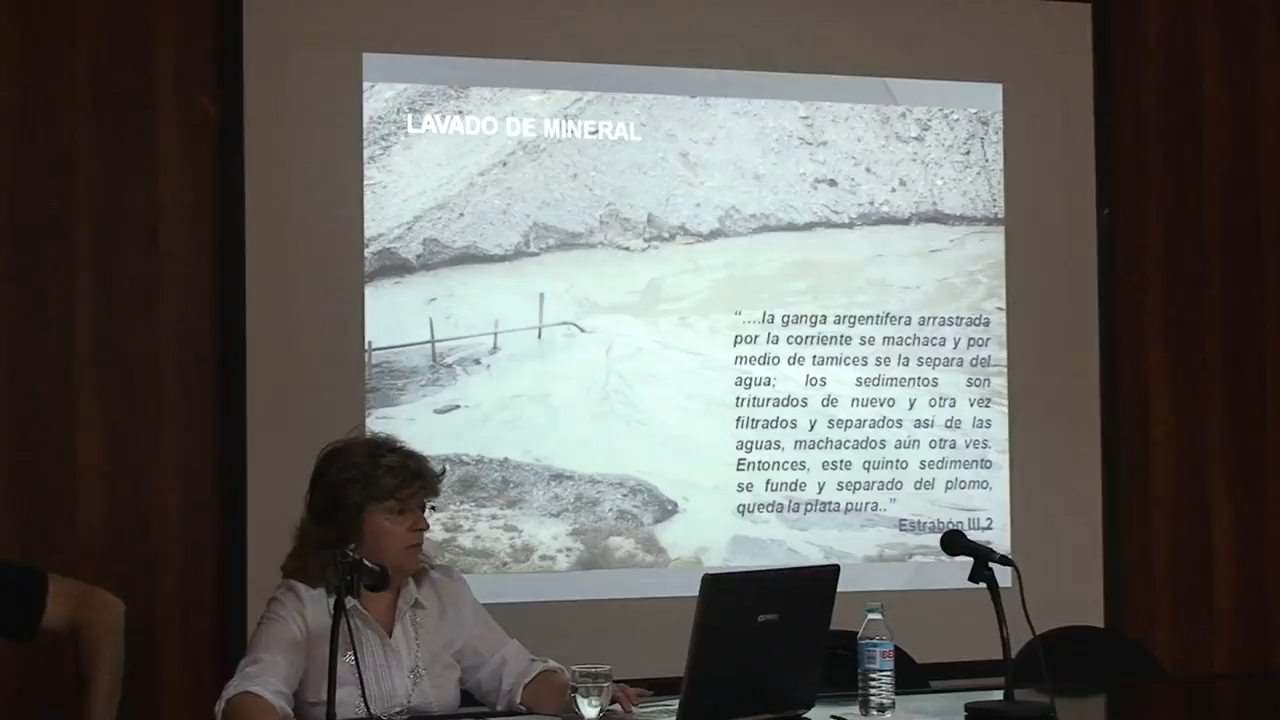 LAVADO DE MINERAL
“....la ganga argentífera arrastrada
por la corriente se machaca y por
medio de tamices se la separa del
agua; los sedimentos son
triturados de nuevo y otra vez
filtrados y separados así de las
aguas, machacados aún otra ves.
Entonces, este quinto sedimento
se funde y separado del plomo,
queda la plata pura..”
Estrabón III,2